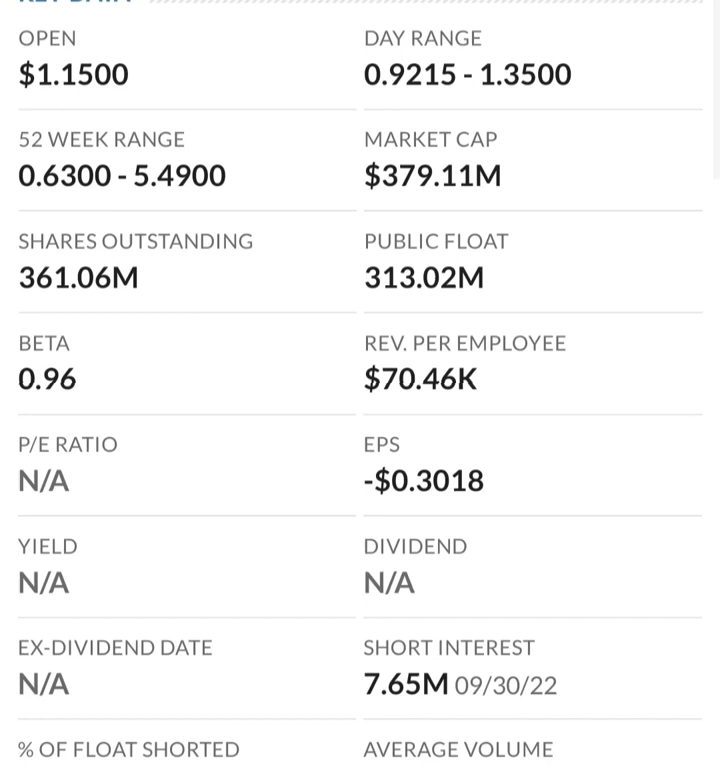 OPEN
$1.1500
DAY RANGE
0.9215 - 1.3500
52 WEEK RANGE
0.6300 - 5.4900
MARKET CAP
$379.11M
SHARES OUTSTANDING
361.06M
PUBLIC FLOAT
313.02M
BETA
0.96
REV. PER EMPLOYEE
$70.46K
P/E RATIO
N/A
EPS
-$0.3018
YIELD
N/A
DIVIDEND
N/A
EX-DIVIDEND DATE
N/A
SHORT INTEREST
7.65M 09/30/22
% OF FLOAT SHORTED
AVERAGE VOLUME